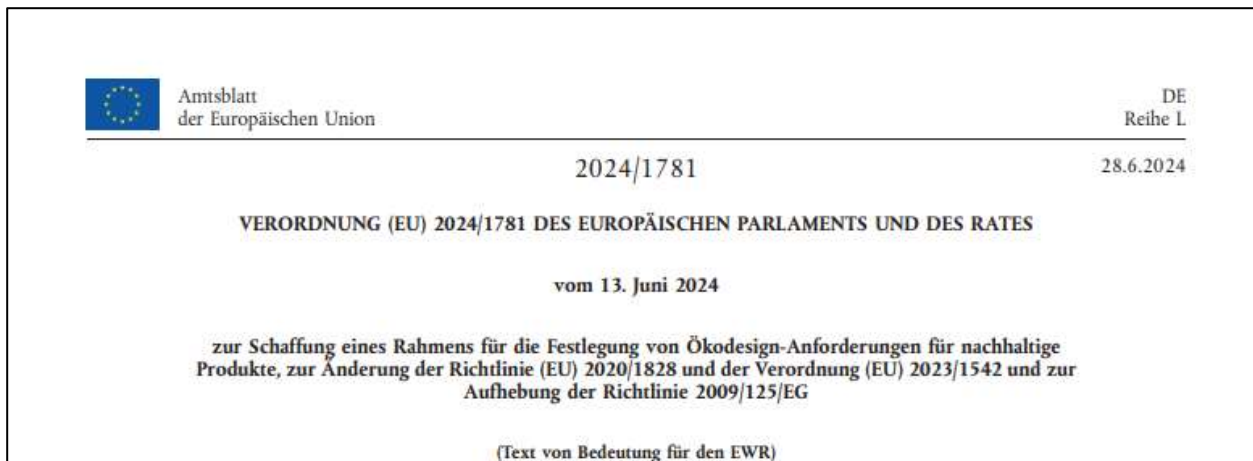 Amtsblatt
der Europäischen Union
DE
Reihe L
2024/1781
28.6.2024
VERORDNUNG (EU) 2024/1781 DES EUROPÄISCHEN PARLAMENTS UND DES RATES
vom 13. Juni 2024
zur Schaffung eines Rahmens für die Festlegung von Ökodesign-Anforderungen für nachhaltige
Produkte, zur Änderung der Richtlinie (EU) 2020/1828 und der Verordnung (EU) 2023/1542 und zur
Aufhebung der Richtlinie 2009/125/EG
(Text von Bedeutung für den EWR)